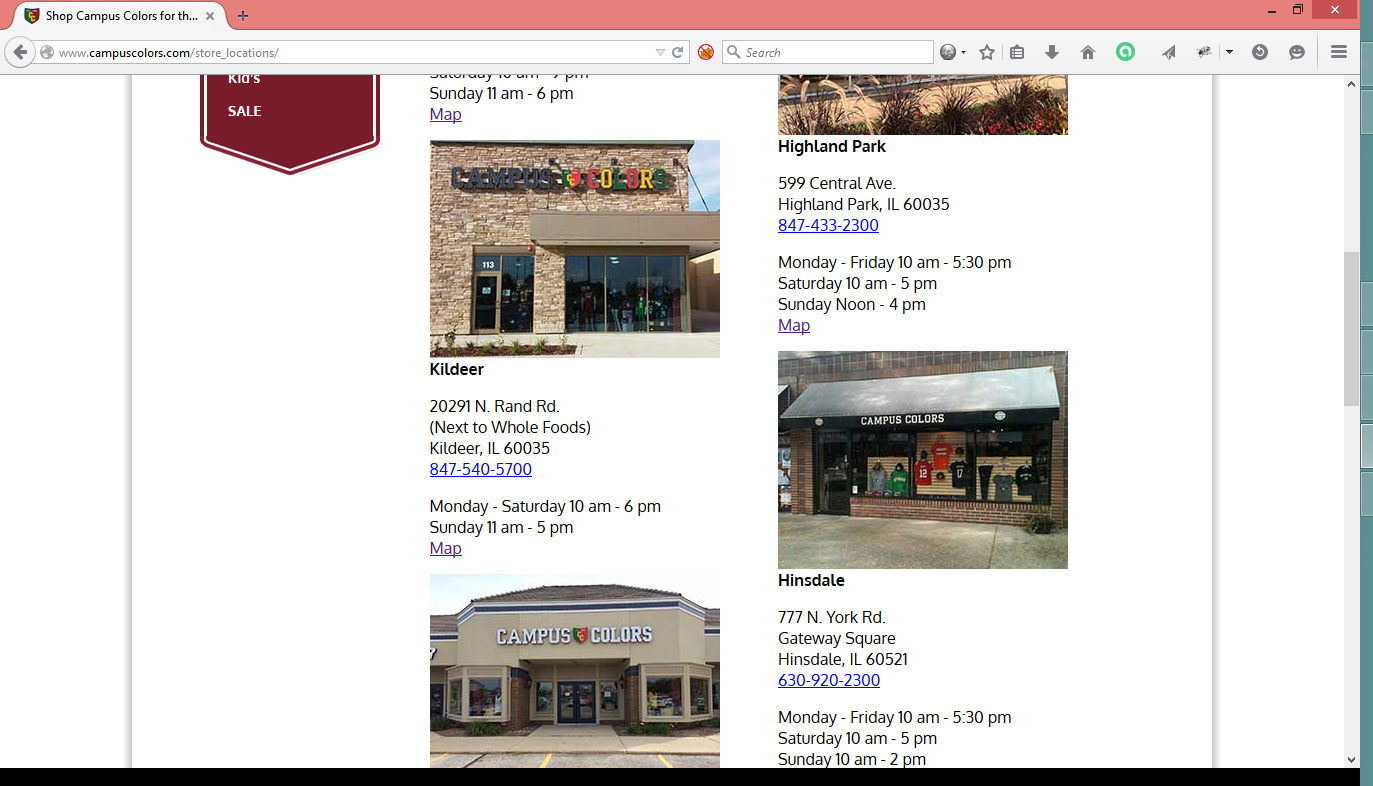 Shop Campus Colors for th...
www.campuscolors.com/store_locations/
Search
Kid's
SALE
Saturday 10 am - 9 pm
Sunday 11 am - 6 pm
Map
CAMPUS CC COLORS
113
Kildeer
20291 N. Rand Rd.
(Next to Whole Foods)
Kildeer, IL 60035
847-540-5700
Monday - Saturday 10 am - 6 pm
Sunday 11 am - 5 pm
Map
CAMPUS CC COLORS
Highland Park
599 Central Ave.
Highland Park, IL 60035
847-433-2300
Monday - Friday 10 am - 5:30 pm
Saturday 10 am - 5 pm
Sunday Noon - 4 pm
Map
CAMPUS COLORS
12
17
Hinsdale
777 N. York Rd.
Gateway Square
Hinsdale, IL 60521
630-920-2300
Monday - Friday 10 am - 5:30 pm
Saturday 10 am - 5 pm
Sunday 10 am - 2 pm